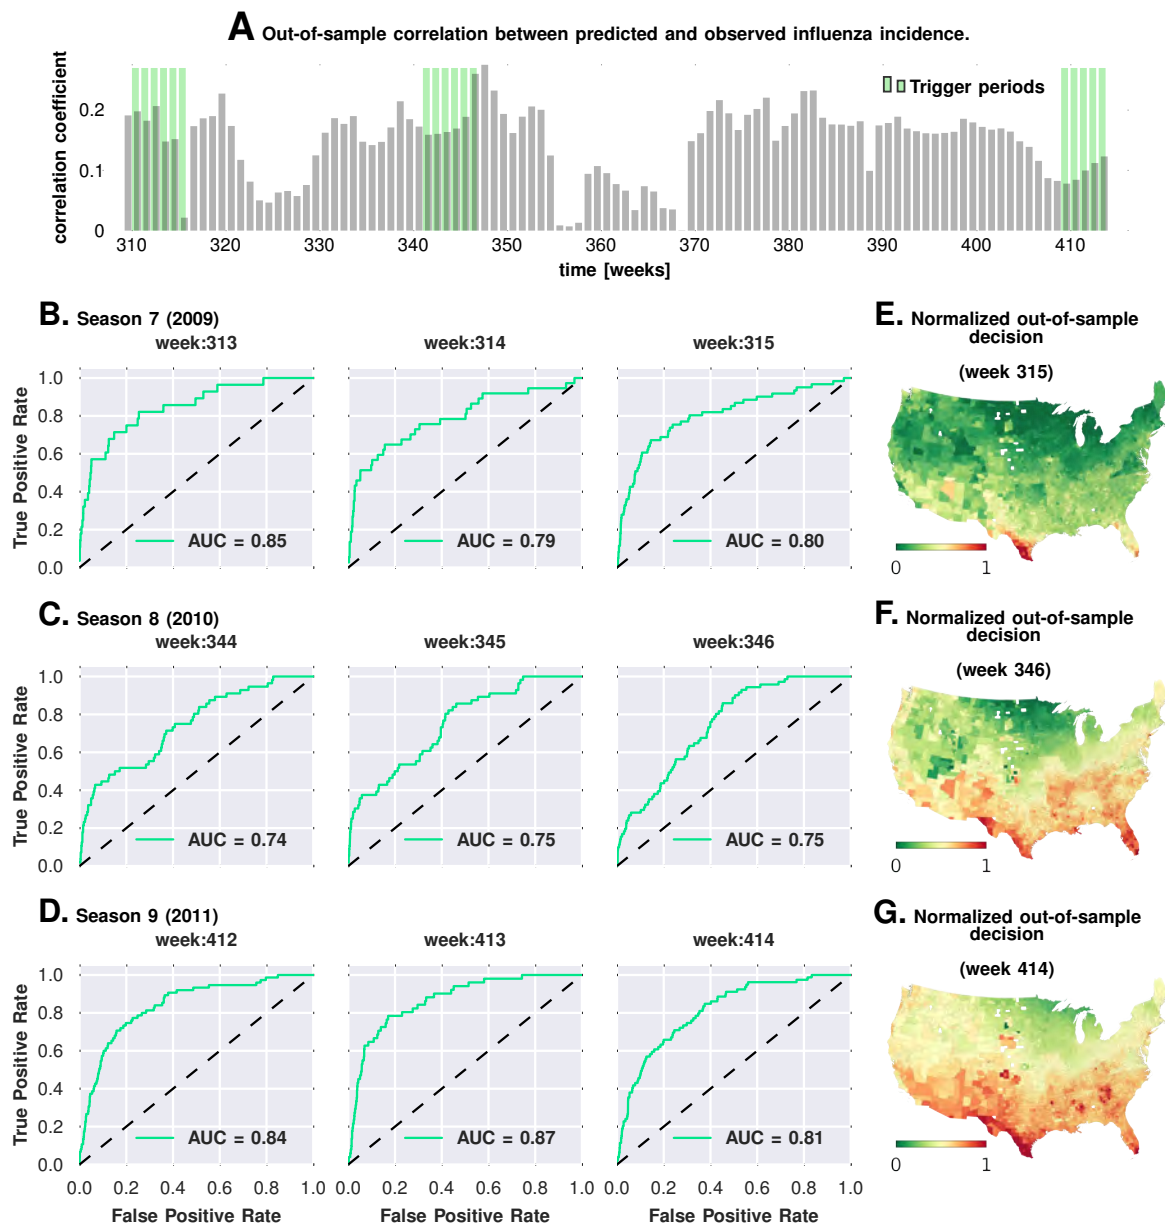 A Out-of-sample correlation between predicted and observed influenza incidence.
Trigger periods
correlation coefficient
0.2
0.1
0
310 320 330 340 350 360 370 380 390 400 410
time [weeks]
B. Season 7 (2009)
week:313 week:314 week:315
True Positive Rate
1.0
0.8
0.6
0.4
0.2
0.0
AUC = 0.85 AUC = 0.79 AUC = 0.80
E. Normalized out-of-sample
decision
(week 315)
0 1
C. Season 8 (2010)
week:344 week:345 week:346
True Positive Rate
1.0
0.8
0.6
0.4
0.2
0.0
AUC = 0.74 AUC = 0.75 AUC = 0.75
F. Normalized out-of-sample
decision
(week 346)
0 1
D. Season 9 (2011)
week:412 week:413 week:414
True Positive Rate
1.0
0.8
0.6
0.4
0.2
0.0
AUC = 0.84 AUC = 0.87 AUC = 0.81
0.0 0.2 0.4 0.6 0.8 1.0 0.0 0.2 0.4 0.6 0.8 1.0 0.0 0.2 0.4 0.6 0.8 1.0
False Positive Rate False Positive Rate False Positive Rate
G. Normalized out-of-sample
decision
(week 414)
0 1